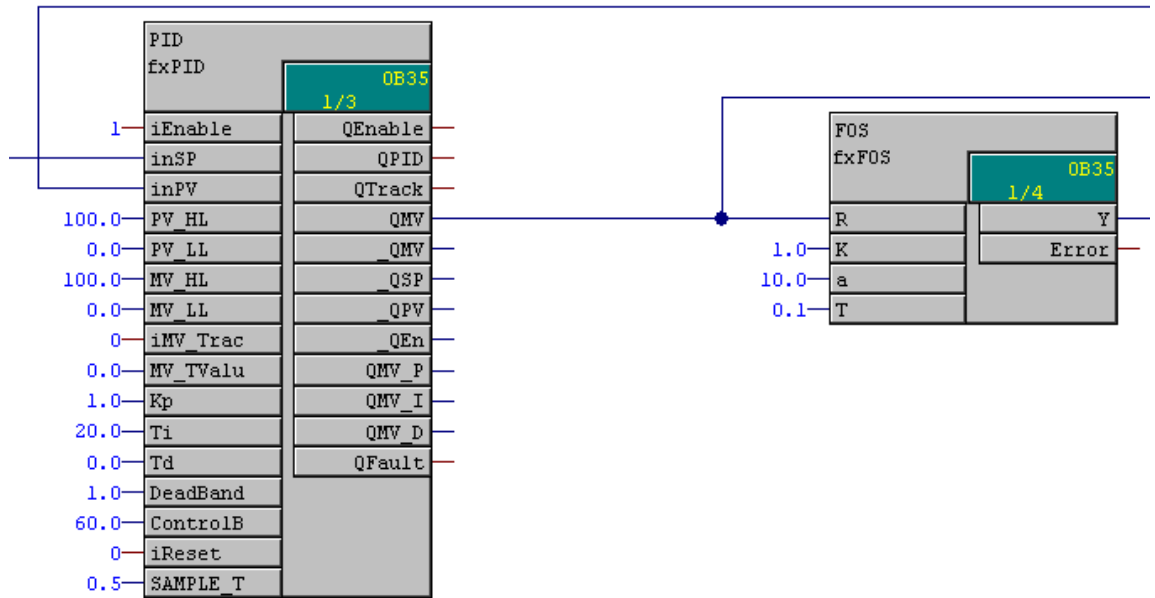 PID
fxPID
OB35
1/3
1 iEnable QEnable
inSP QPID
inPV QTrack
100.0 PV_HL QMV
0.0 PV_LL _QMV
100.0 MV_HL _QSP
0.0 MV_LL _QPV
0 iMV_Trac _QEn
0.0 MV_TValu QMV_P
1.0 Kp QMV_I
20.0 Ti QMV_D
0.0 Td QFault
1.0 DeadBand
60.0 ControlB
0 iReset
0.5 SAMPLE_T
FOS
fxFOS
OB35
1/4
R Y
1.0 K Error
10.0 a
0.1 T